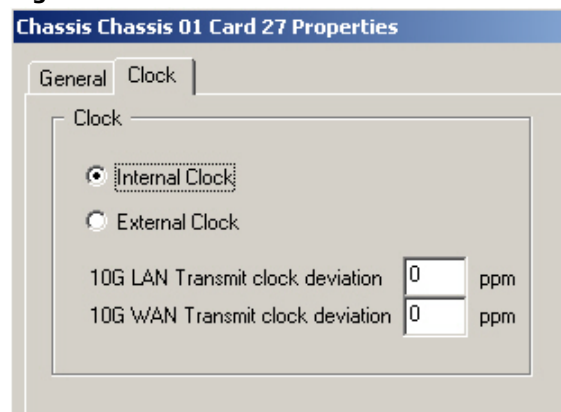 Chassis Chassis 01 Card 27 Properties
General Clock
Clock
Internal Clock
External Clock
10G LAN Transmit clock deviation 0 ppm
10G WAN Transmit clock deviation 0 ppm